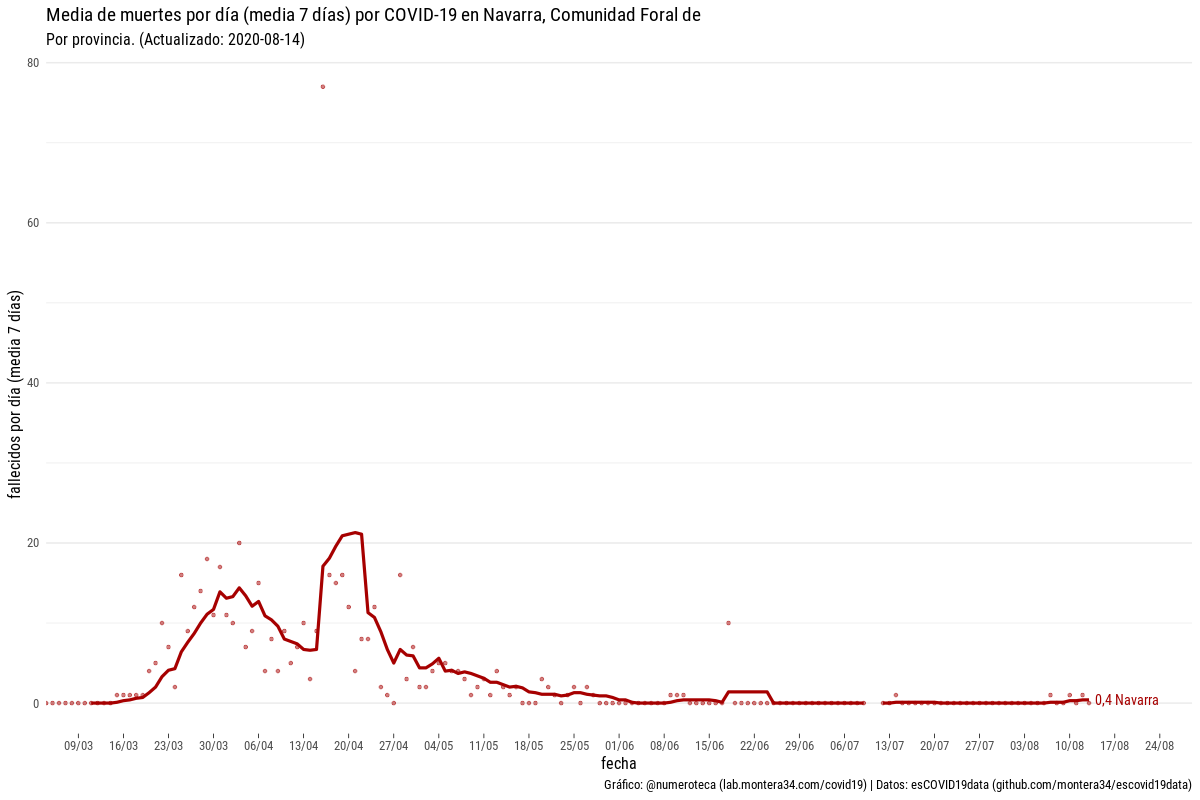 Media de muertes por día (media 7 días) por COVID-19 en Navarra, Comunidad Foral de
Por provincia. (Actualizado: 2020-08-14)
fallecidos por día (media 7 días)
80
60
40
20
0
0,4 Navarra
09/03 16/03 23/03 30/03 06/04 13/04 20/04 27/04 04/05 11/05 18/05 25/05 01/06 08/06 15/06 22/06 29/06 06/07 13/07 20/07 27/07 03/08 10/08 17/08 24/08
fecha
Gráfico: @numeroteca (lab.montera34.com/covid19) | Datos: esCOVID19data (github.com/montera34/escovid19data)